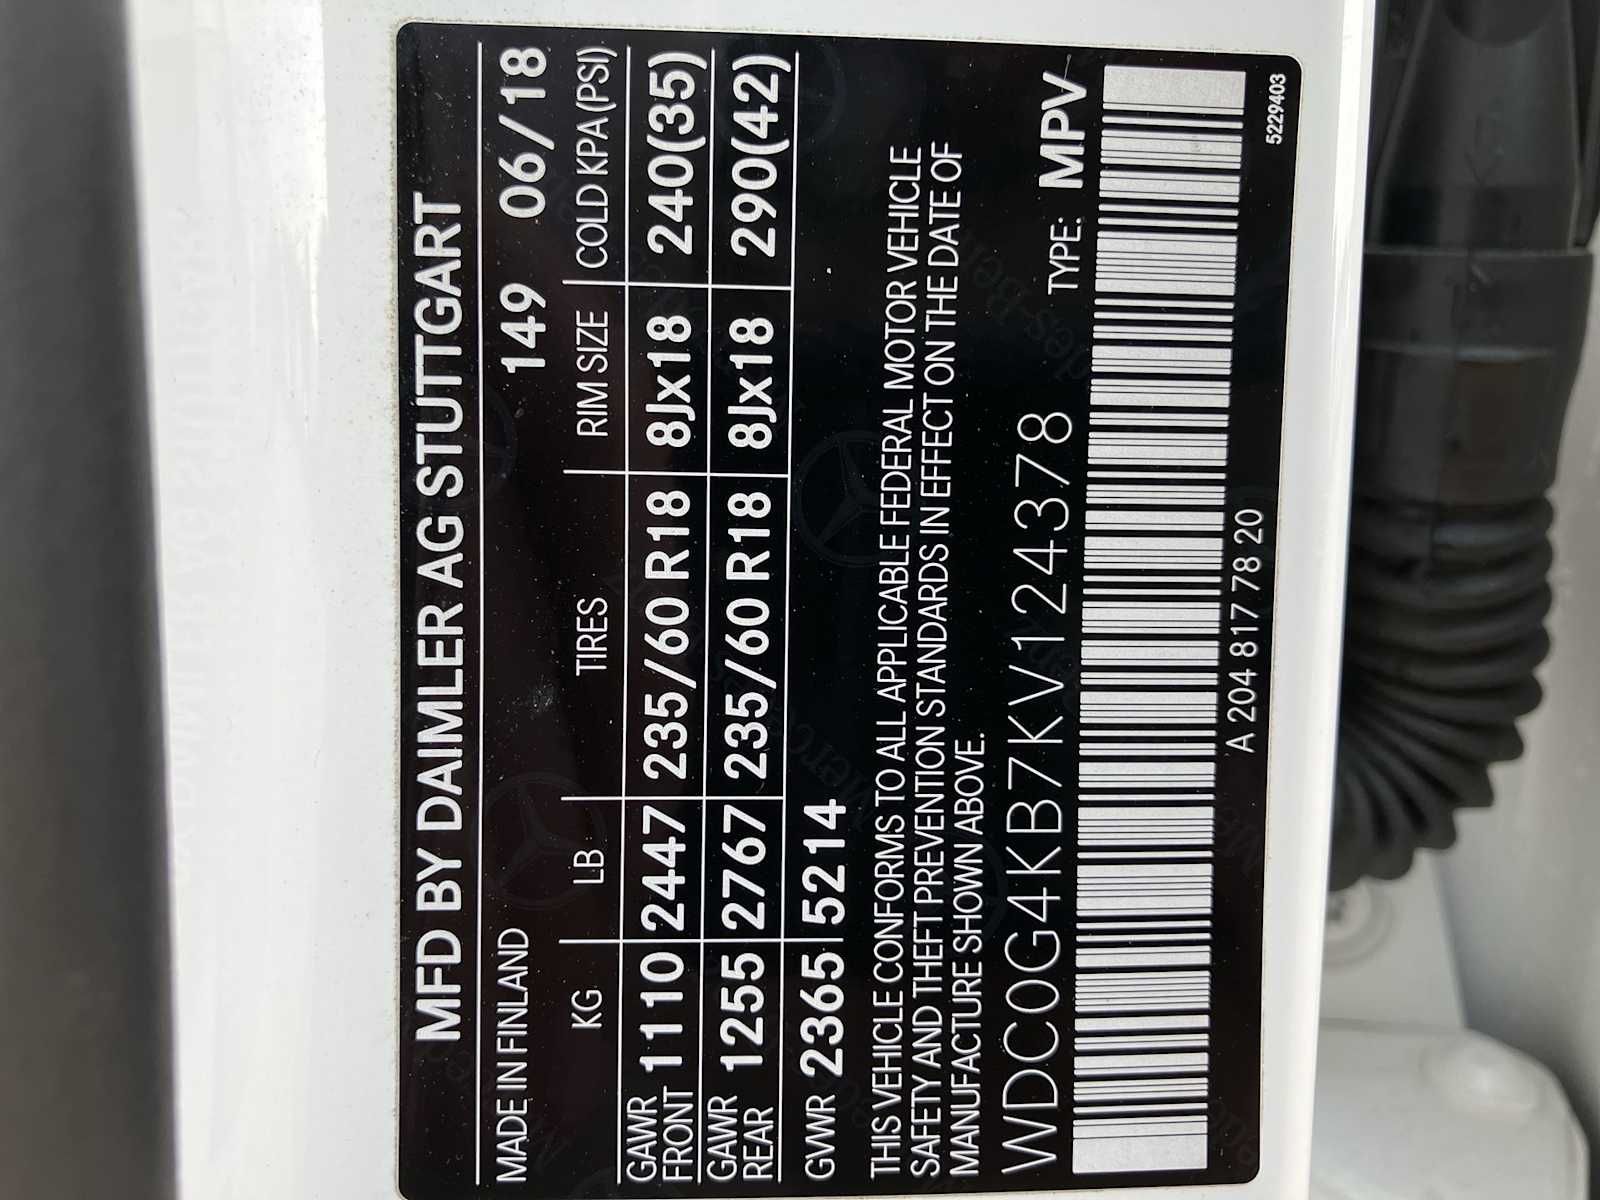 MFD BY DAIMLER AG STUTTGART
MADE IN FINLAND 149 06/18
KG LB TIRES RIM SIZE COLD KPA (PSI)
GAWR FRONT 1110 2447 235/60 R18 8Jx18 240(35)
GAWR REAR 1255 2767 235/60 R18 8Jx18 290(42)
GVWR 2365 5214
THIS VEHICLE CONFORMS TO ALL APPLICABLE FEDERAL MOTOR VEHICLE
SAFETY AND THEFT PREVENTION STANDARDS IN EFFECT ON THE DATE OF
MANUFACTURE SHOWN ABOVE.
WDC0G4KB7KV124378 TYPE: MPV
A 204 817 78 20
5229403